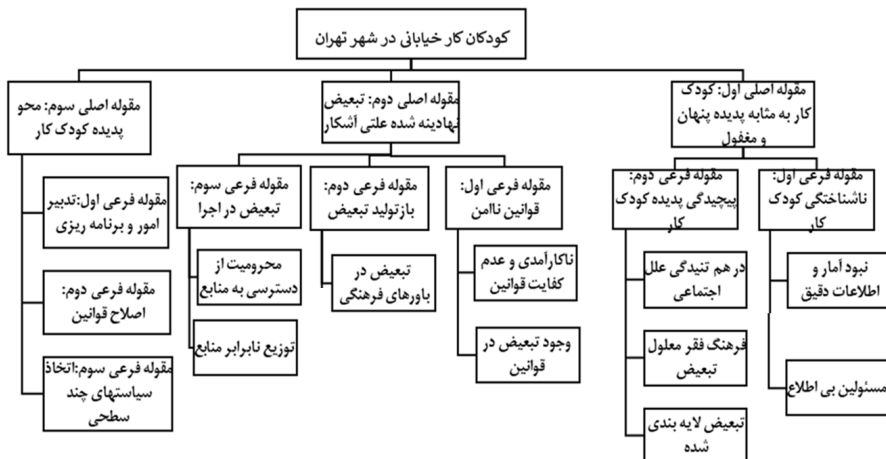 کودکان کار خیابانی در شهر تهران
مقوله اصلی اول: کودک
کار به مثابه پدیده پنهان
و مغفول
مقوله فرعی اول:
ناشناختگی کودک
کار
نبود آمار و
اطلاعات دقیق
مسئولین بی اطلاع
مقوله فرعی دوم:
پیچیدگی پدیده کودک
کار
در هم تنیدگی علل
اجتماعی
فرهنگ فقر معلول
تبعیض
تبعیض لایه بندی
شده
مقوله اصلی دوم: تبعیض
نهادینه شده علتی آشکار
مقوله فرعی اول:
قوانین ناامن
ناکارآمدی و عدم
کفایت قوانین
وجود تبعیض در
قوانین
مقوله فرعی دوم:
بازتولید تبعیض
تبعیض در
باورهای فرهنگی
مقوله فرعی سوم:
تبعیض در اجرا
محرومیت از
دسترسی به منابع
توزیع نابرابر منابع
مقوله اصلی سوم: محو
پدیده کودک کار
مقوله فرعی اول:تدبیر
امور و برنامه ریزی
مقوله فرعی دوم:
اصلاح قوانین
مقوله فرعی سوم:اتخاذ
سیاستهای چند
سطحی